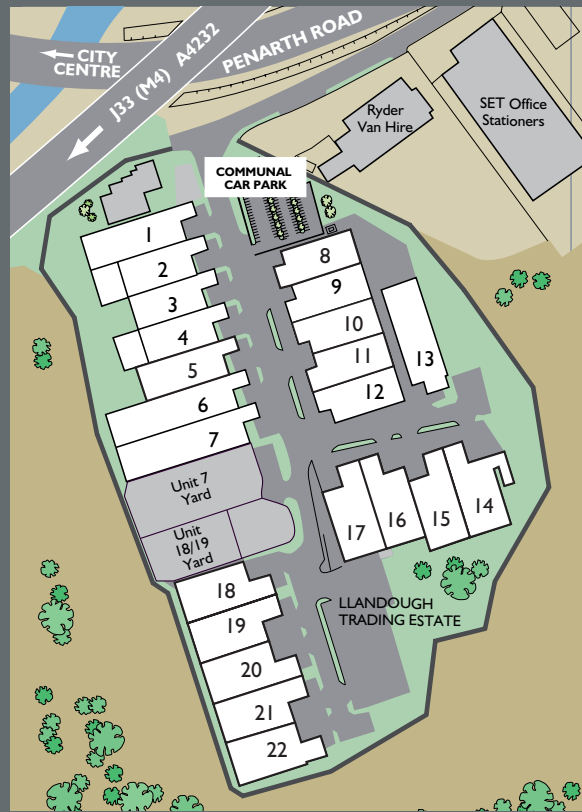 CITY
CENTRE
J33 (M4) A4232
PENARTH ROAD
Ryder
Van Hire
SET Office
Stationers
COMMUNAL
CAR PARK
1
2
3
4
5
6
7
8
9
10
11
12
13
Unit 7
Yard
Unit
18/19
Yard
17
16
15
14
18
19
20
21
22
LLANDOUGH
TRADING ESTATE